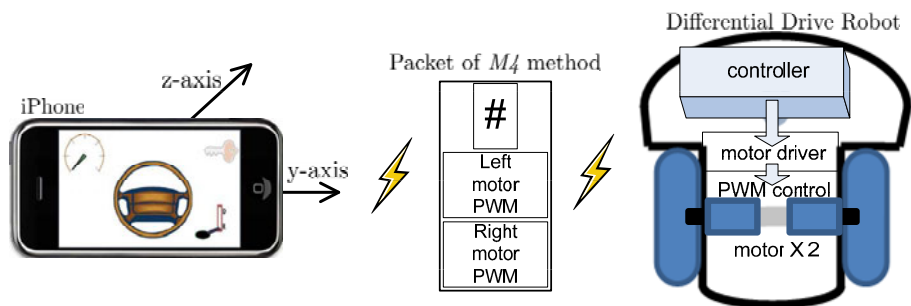 z-axis
iPhone
y-axis
Packet of M4 method
#
Left
motor
PWM
Right
motor
PWM
Differential Drive Robot
controller
motor driver
PWM control
motor X 2